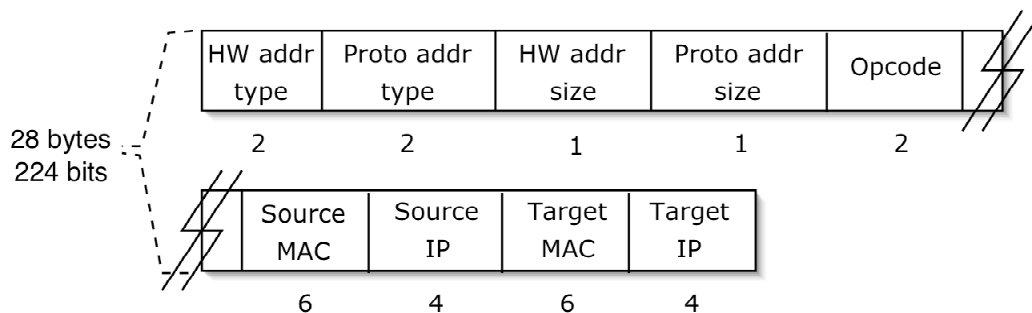 HW addr type
Proto addr type
HW addr size
Proto addr size
Opcode
2
2
1
1
2
28 bytes
224 bits
Source MAC
Source IP
Target MAC
Target IP
6
4
6
4